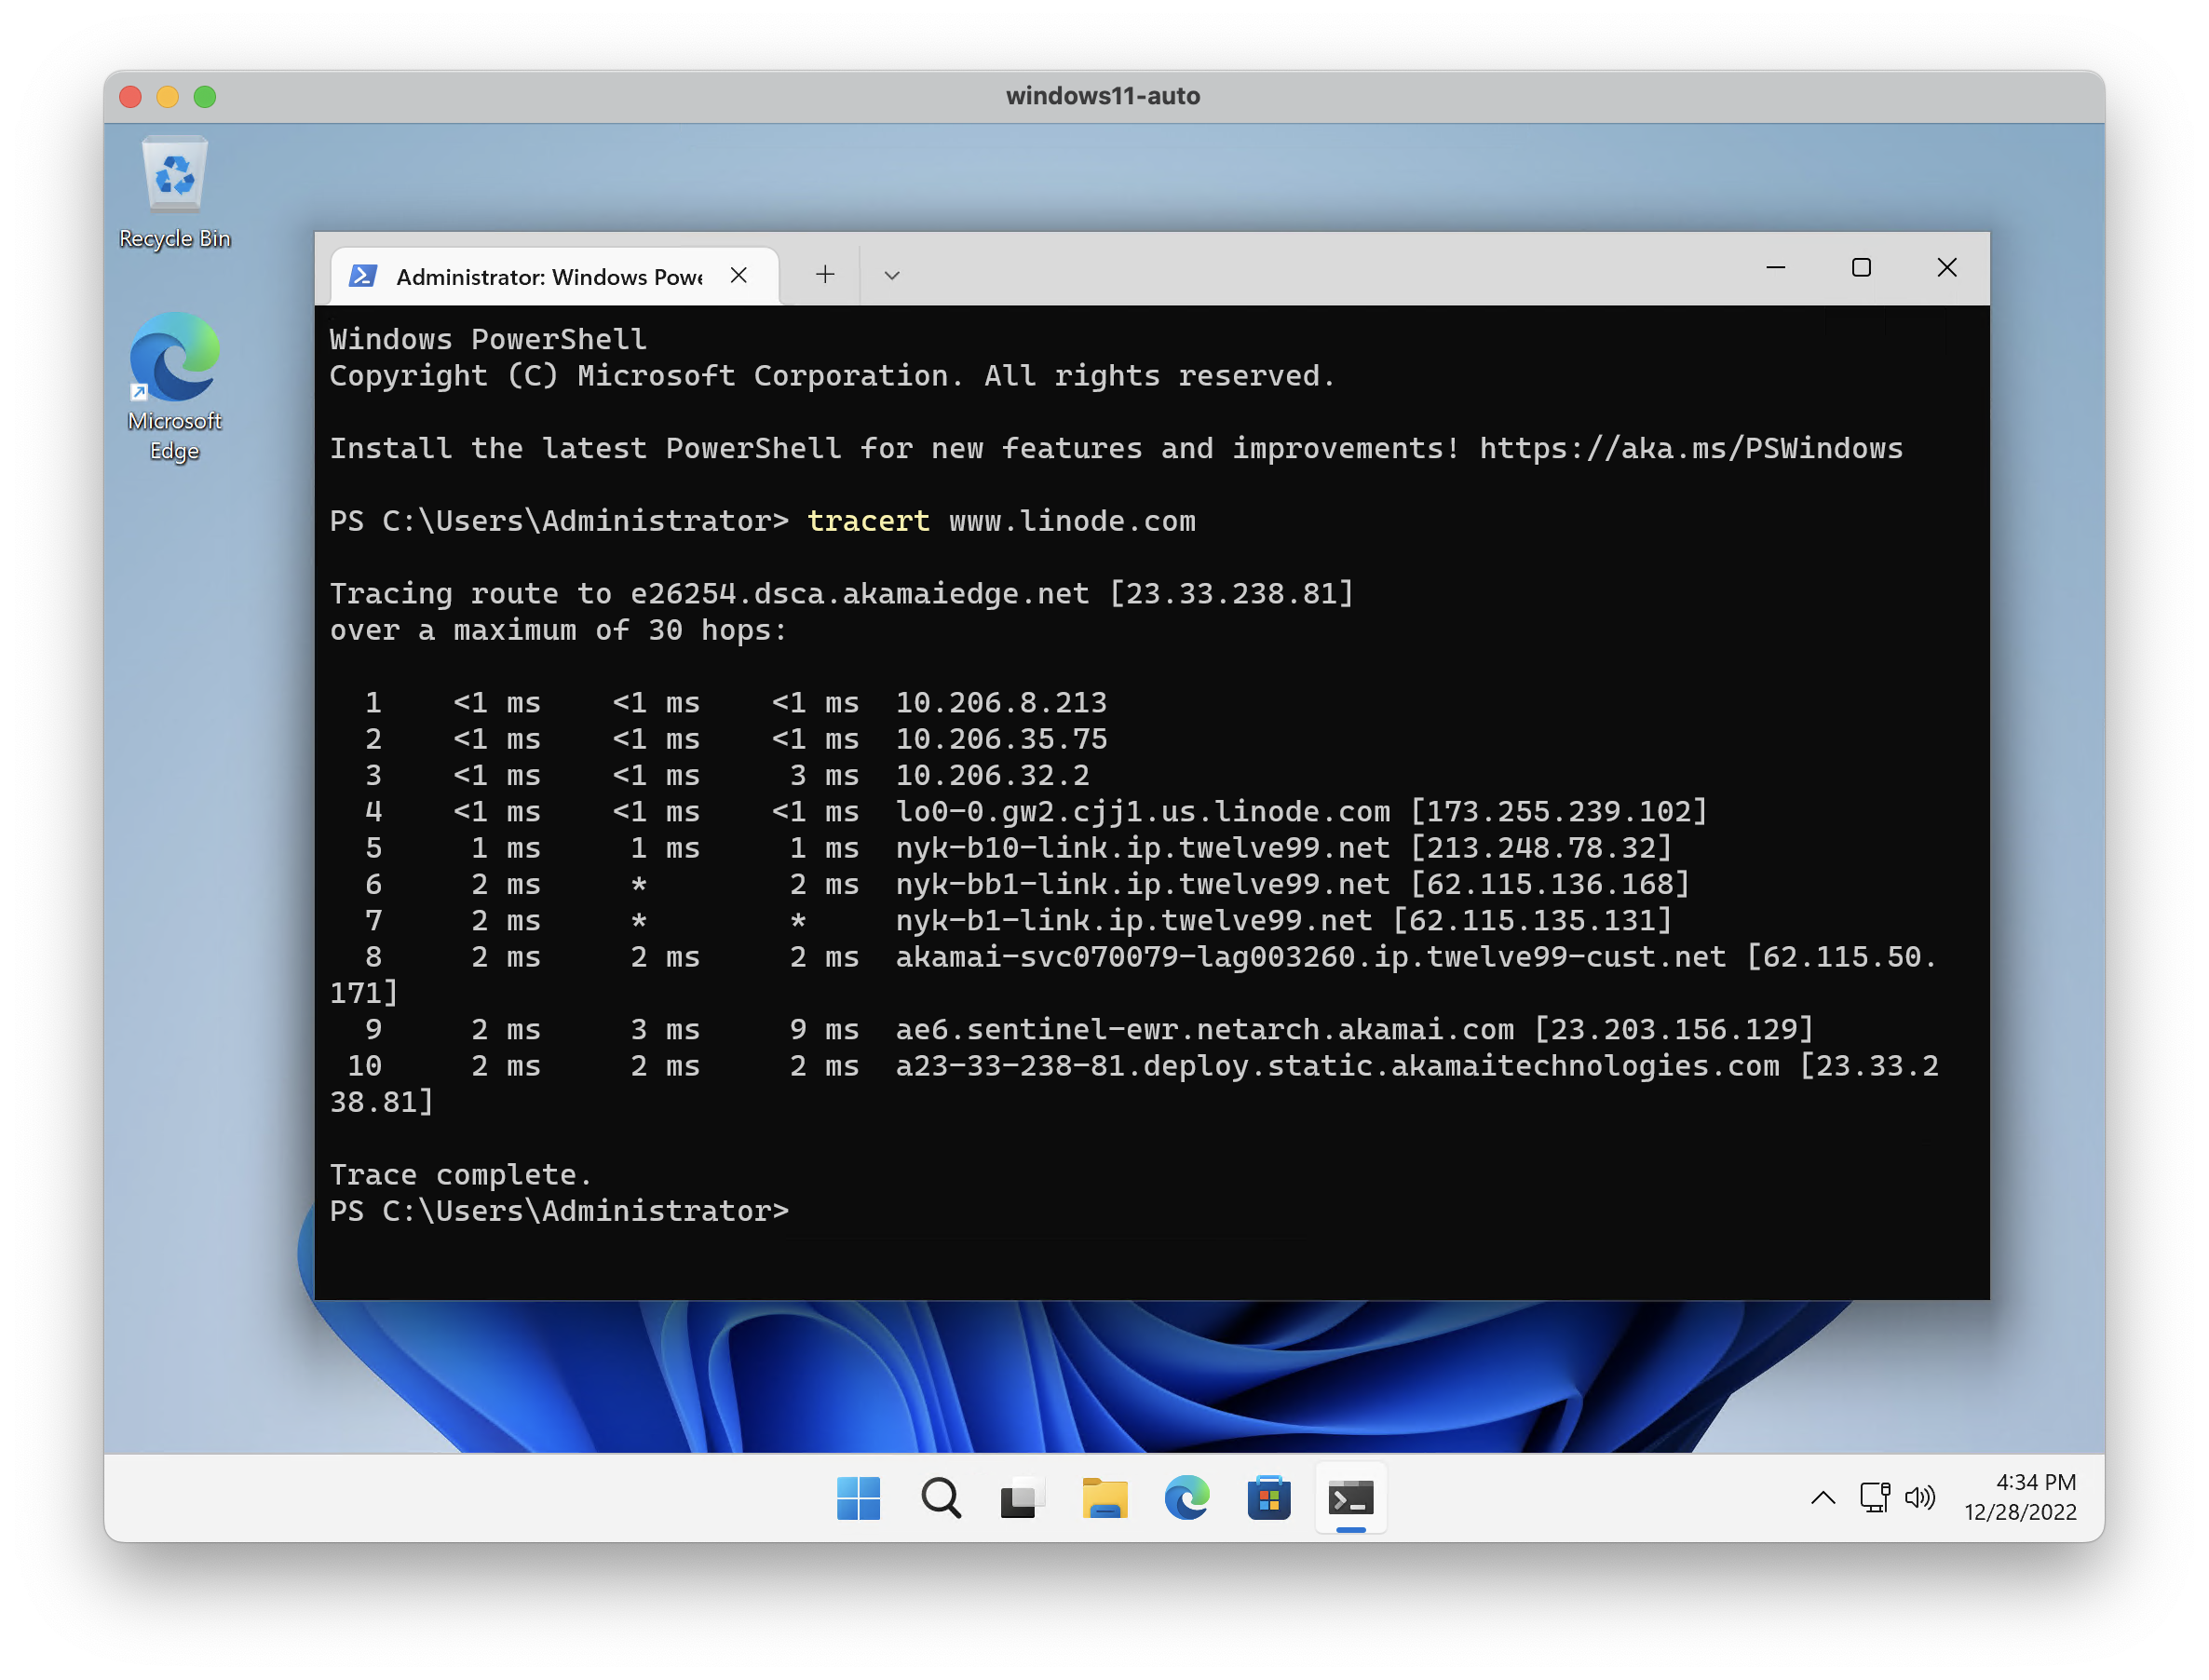 windows11-auto
Recycle Bin
Microsoft
Edge
Administrator: Windows Powe
Windows PowerShell
Copyright (C) Microsoft Corporation. All rights reserved.
Install the latest PowerShell for new features and improvements! https://aka.ms/PSWindows
PS C:\Users\Administrator> tracert www.linode.com
Tracing route to e26254.dsca.akamaiedge.net [23.33.238.81]
over a maximum of 30 hops:
1 <1 ms <1 ms <1 ms 10.206.8.213
2 <1 ms <1 ms <1 ms 10.206.35.75
3 <1 ms <1 ms 3 ms 10.206.32.2
4 <1 ms <1 ms <1 ms lo0-0.gw2.cjj1.us.linode.com [173.255.239.102]
5 1 ms 1 ms 1 ms nyk-b10-link.ip.twelve99.net [213.248.78.32]
6 2 ms * 2 ms nyk-bb1-link.ip.twelve99.net [62.115.136.168]
7 2 ms * * nyk-b1-link.ip.twelve99.net [62.115.135.131]
8 2 ms 2 ms 2 ms akamai-svc070079-lag003260.ip.twelve99-cust.net [62.115.50.
171]
9 2 ms 3 ms 9 ms ae6.sentinel-ewr.netarch.akamai.com [23.203.156.129]
10 2 ms 2 ms 2 ms a23-33-238-81.deploy.static.akamaitechnologies.com [23.33.2
38.81]
Trace complete.
PS C:\Users\Administrator>
4:34 PM
12/28/2022